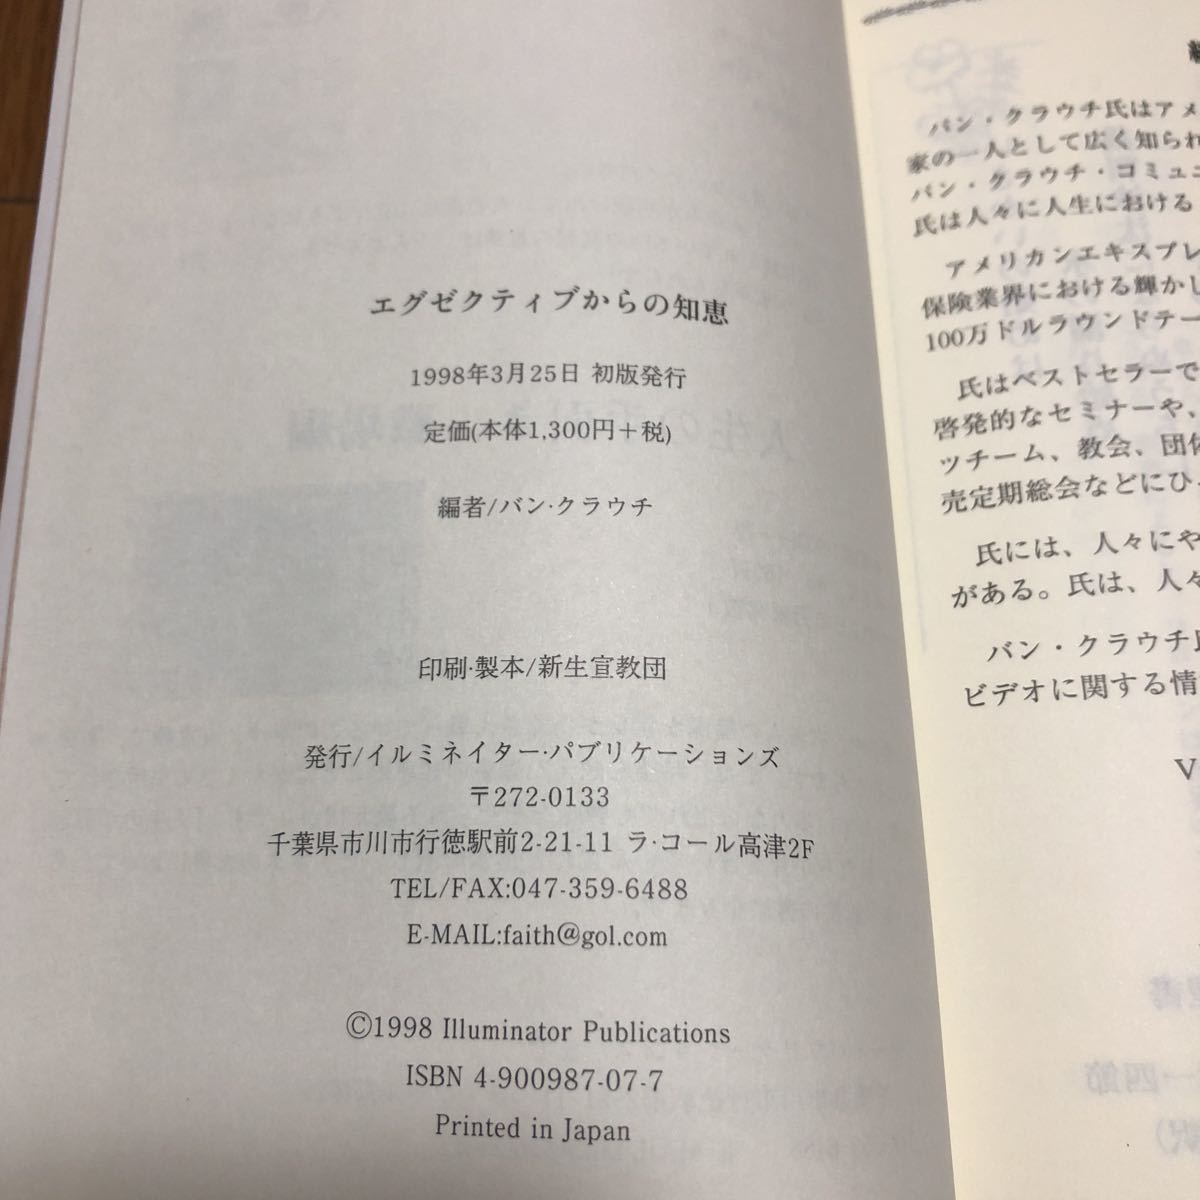 エグゼクティブからの知恵
1998年3月25日 初版発行
定価(本体1,300円＋税)
編者/バン·クラウチ
印刷·製本/新生宣教団
発行/イルミネイター·パブリケーションズ
〒272-0133
千葉県市川市行徳駅前2-21-11 ラ·コール高津2F
TEL/FAX:047-359-6488
E-MAIL:faith@gol.com
©1998 Illuminator Publications
ISBN 4-900987-07-7
Printed in Japan
バン・クラウチ氏はアメ
家の一人として広く知られ
バン・クラウチ・コミュニ
氏は人々に人生における
アメリカンエキスプレ
保険業界における輝かし
100万ドルラウンドテー
氏はベストセラーで
啓発的なセミナーや、
ツチーム、教会、団体
売定期総会などにひ
氏には、人々にや
がある。氏は、人々
バン・クラウチ氏
ビデオに関する情
V